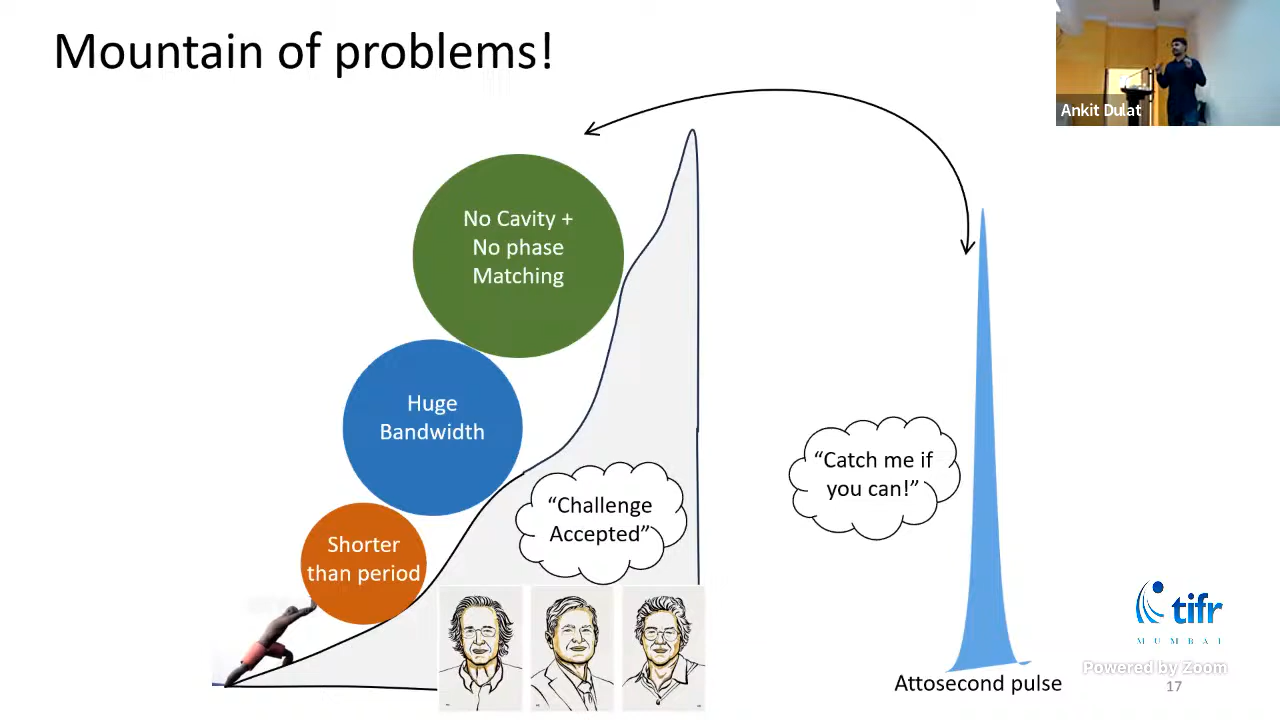 Mountain of problems!
Ankit Dulat
No Cavity +
No phase
Matching
Huge
Bandwidth
Shorter
than period
“Challenge
Accepted”
“Catch me if
you can!”
Attosecond pulse
tifr
MUMBAI
Powered by Zoom
17